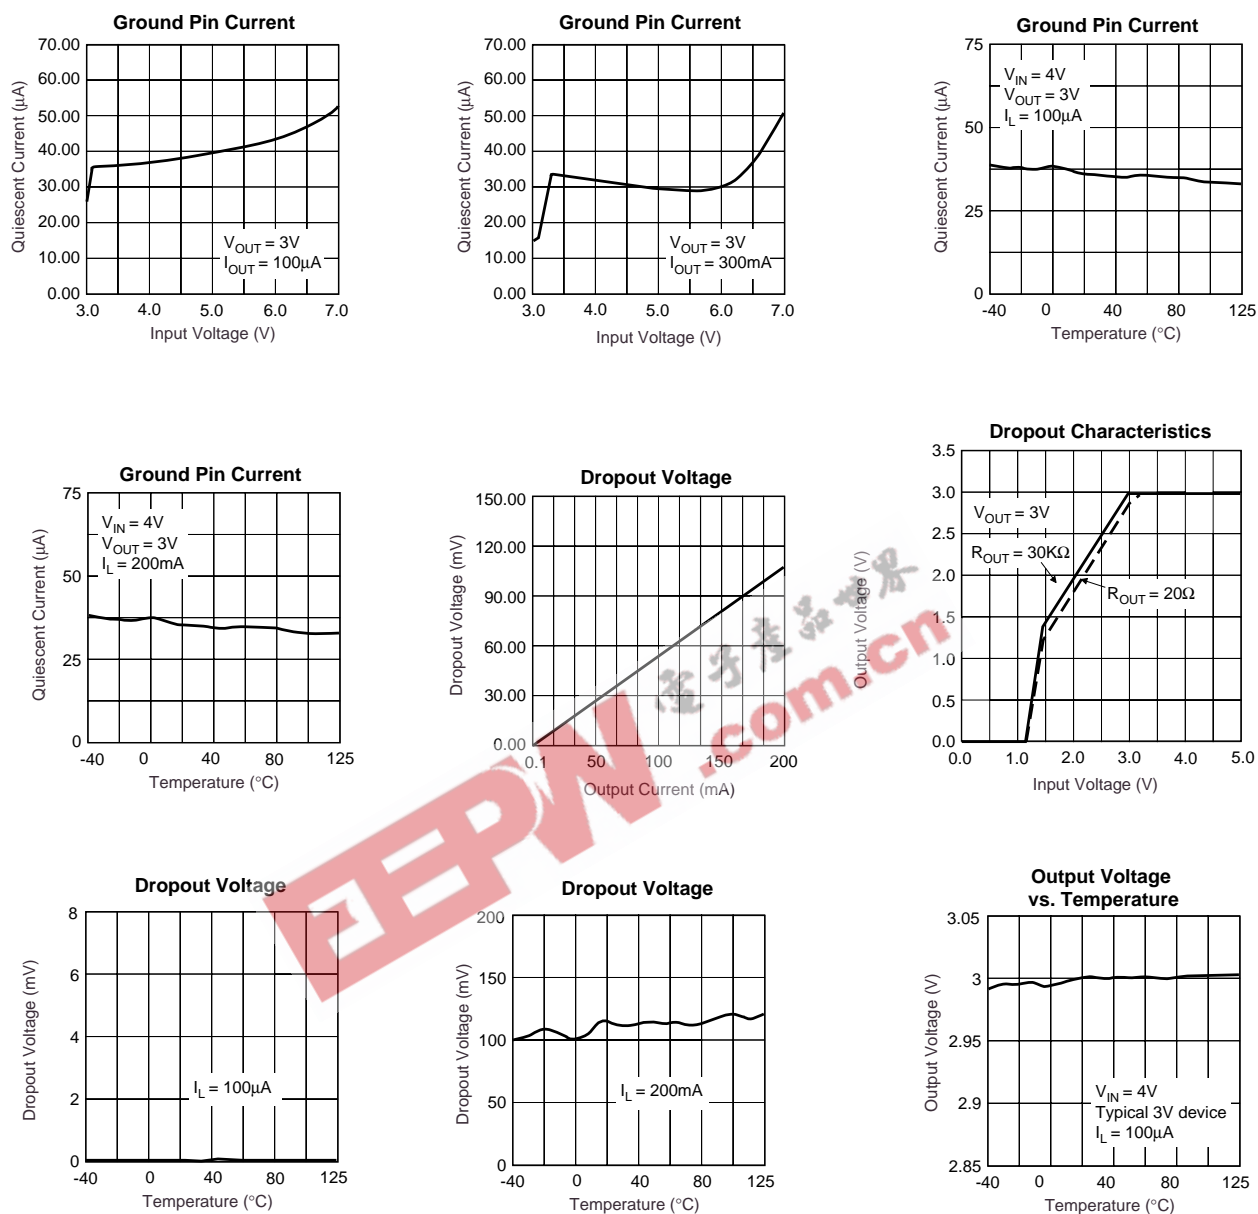 Ground Pin Current
70.00
60.00
50.00
40.00
30.00
20.00
10.00
0.00
Quiescent Current (µA)
VOUT = 3V
IOUT = 100µA
3.0 4.0 5.0 6.0 7.0
Input Voltage (V)
Ground Pin Current
70.00
60.00
50.00
40.00
30.00
20.00
10.00
0.00
Quiescent Current (µA)
VOUT = 3V
IOUT = 300mA
3.0 4.0 5.0 6.0 7.0
Input Voltage (V)
Ground Pin Current
75
50
25
0
Quiescent Current (µA)
VIN = 4V
VOUT = 3V
IL = 100µA
-40 0 40 80 125
Temperature (°C)
Ground Pin Current
75
50
25
0
Quiescent Current (µA)
VIN = 4V
VOUT = 3V
IL = 200mA
-40 0 40 80 125
Temperature (°C)
Dropout Voltage
150.00
120.00
90.00
60.00
30.00
0.00
Dropout Voltage (mV)
0.1 50 100 150 200
Output Current (mA)
Dropout Characteristics
3.5
3.0
2.5
2.0
1.5
1.0
0.5
0.0
Output Voltage (V)
VOUT = 3V
ROUT = 30KΩ
ROUT = 20Ω
0.0 1.0 2.0 3.0 4.0 5.0
Input Voltage (V)
電子產品世界
EEPW.com.cn
Dropout Voltage
8
6
4
2
0
Dropout Voltage (mV)
IL = 100µA
-40 0 40 80 125
Temperature (°C)
Dropout Voltage
200
150
100
50
0
Dropout Voltage (mV)
IL = 200mA
-40 0 40 80 125
Temperature (°C)
Output Voltage
vs. Temperature
3.05
3
2.95
2.9
2.85
Output Voltage (V)
VIN = 4V
Typical 3V device
IL = 100µA
-40 0 40 80 125
Temperature (°C)